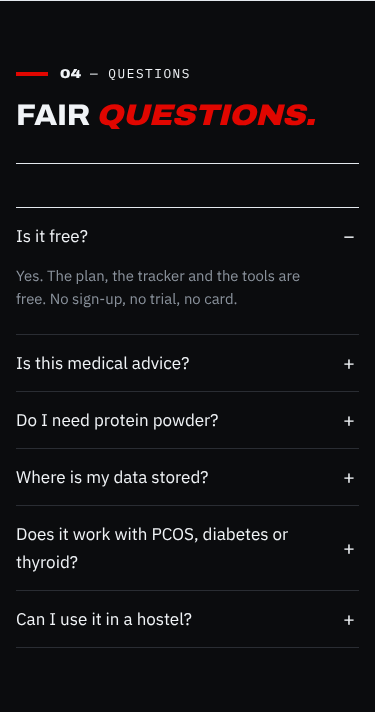 04 — QUESTIONS
FAIR QUESTIONS.
Is it free? −
Yes. The plan, the tracker and the tools are
free. No sign-up, no trial, no card.
Is this medical advice? +
Do I need protein powder? +
Where is my data stored? +
Does it work with PCOS, diabetes or
thyroid? +
Can I use it in a hostel? +